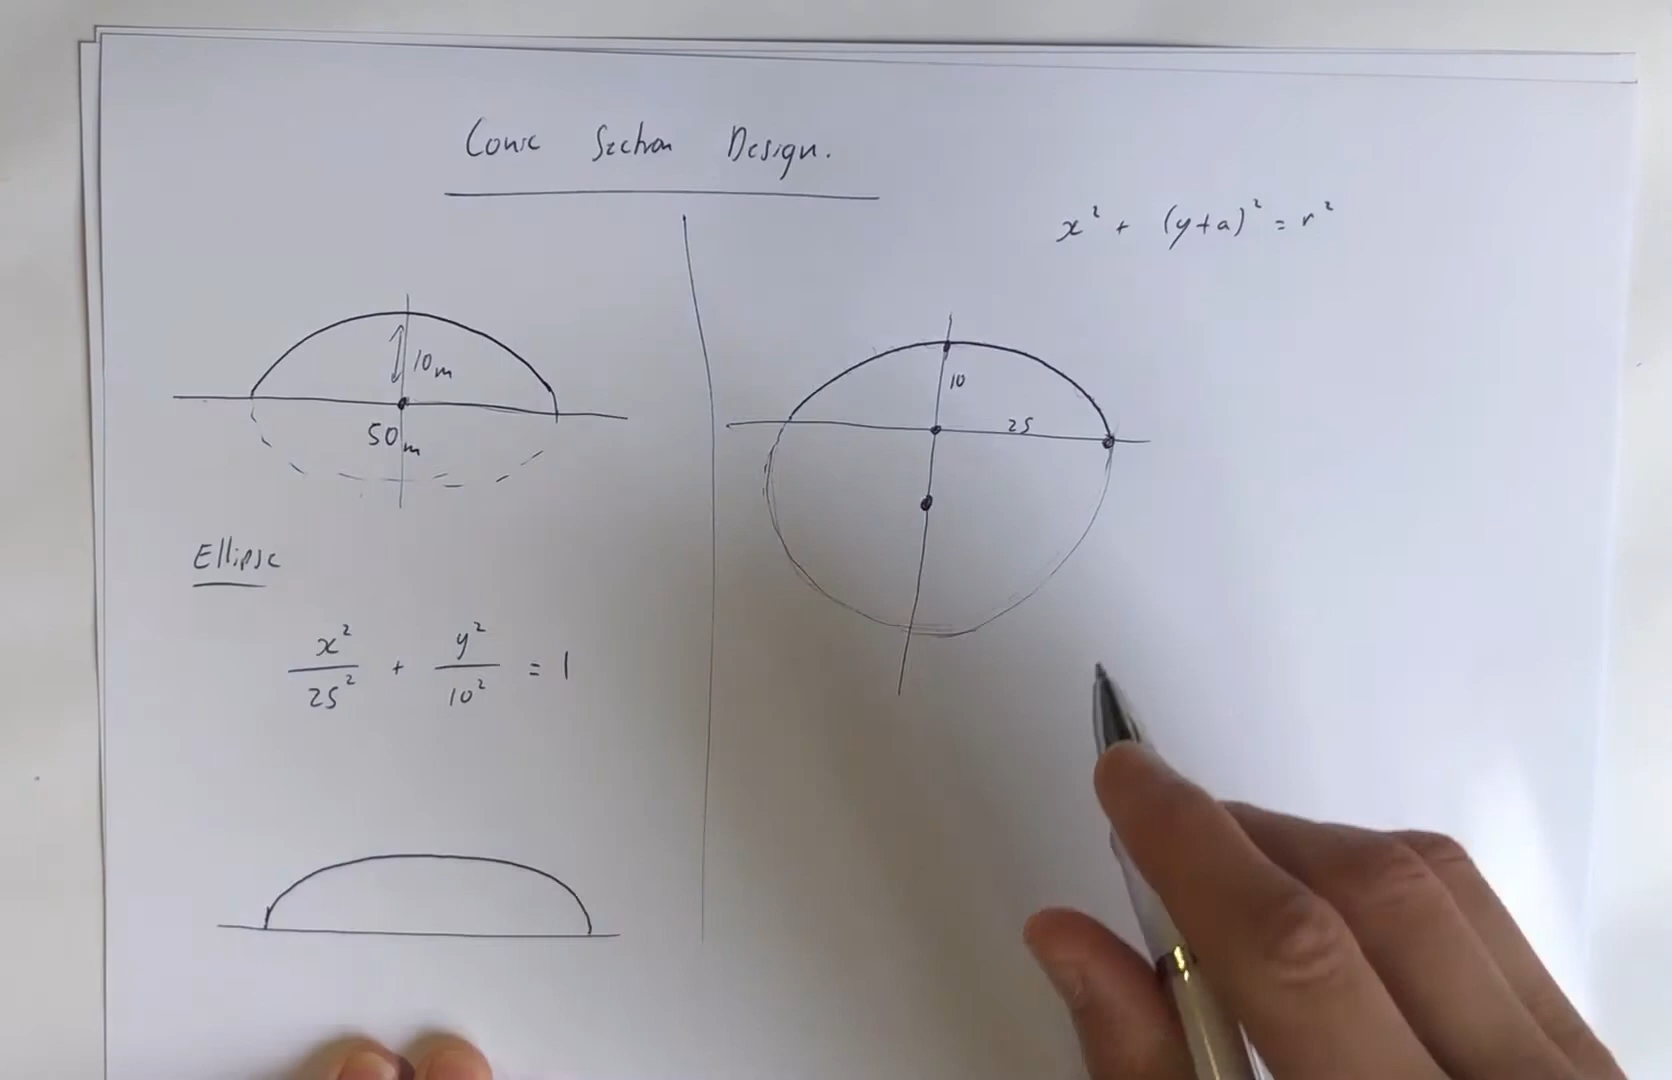 Conic Section Design.
x² + (y+a)² = r²
10m
50m
10
25
Ellipse
x²/25² + y²/10² = 1